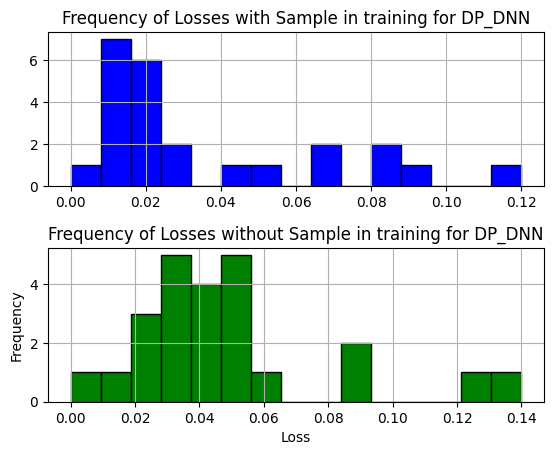 Frequency of Losses with Sample in training for DP_DNN
6
4
2
0
0.00 0.02 0.04 0.06 0.08 0.10 0.12
Frequency of Losses without Sample in training for DP_DNN
Frequency
4
2
0
0.00 0.02 0.04 0.06 0.08 0.10 0.12 0.14
Loss